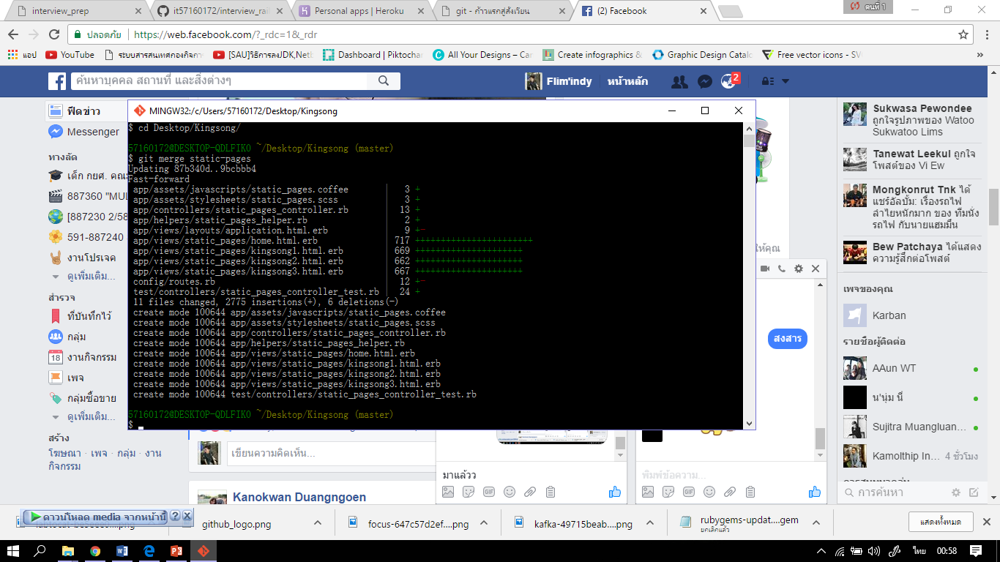 interview_prep
it57160172/interview_rai
Personal apps | Heroku
git - ก้าวแรกสู่สังเวียน
(2) Facebook
คนที่ 1
ปลอดภัย
https://web.facebook.com/?_rdc=1&_rdr
แอป
YouTube
ระบบสารสนเทศกองกิจกา
[SAU]วิธีการลงJDK,Netb
Dashboard | Piktochar
All Your Designs – Can
Create infographics &
Graphic Design Catalo
Free vector icons - SV
»
ค้นหาบุคคล สถานที่ และสิ่งต่างๆ
Flim'indy
หน้าหลัก
2
ฟีดข่าว
Messenger
ทางลัด
เด็ก กยศ. คณะ
887360 "MUL
[887230 2/58
591-887240
งานโปรเจค
ดูเพิ่มเติม...
สำรวจ
ที่บันทึกไว้
กลุ่ม
18
งานกิจกรรม
เพจ
กลุ่มซื้อขาย
ดูเพิ่มเติม...
สร้าง
โฆษณา · เพจ · กลุ่ม · งาน
กิจกรรม
MINGW32:/c/Users/57160172/Desktop/Kingsong
$ cd Desktop/Kingsong/
57160172@DESKTOP-QDLFIKO ~/Desktop/Kingsong (master)
$ git merge static-pages
Updating 87b340d..9bcbbb4
Fast-forward
app/assets/javascripts/static_pages.coffee | 3 +
app/assets/stylesheets/static_pages.scss | 3 +
app/controllers/static_pages_controller.rb | 13 +
app/helpers/static_pages_helper.rb | 2 +
app/views/layouts/application.html.erb | 9 +-
app/views/static_pages/home.html.erb | 717 +++++++++++++++++++++++
app/views/static_pages/kingsong1.html.erb | 669 +++++++++++++++++++++
app/views/static_pages/kingsong2.html.erb | 662 +++++++++++++++++++++
app/views/static_pages/kingsong3.html.erb | 667 +++++++++++++++++++++
config/routes.rb | 12 +-
test/controllers/static_pages_controller_test.rb | 24 +
11 files changed, 2775 insertions(+), 6 deletions(-)
create mode 100644 app/assets/javascripts/static_pages.coffee
create mode 100644 app/assets/stylesheets/static_pages.scss
create mode 100644 app/controllers/static_pages_controller.rb
create mode 100644 app/helpers/static_pages_helper.rb
create mode 100644 app/views/static_pages/home.html.erb
create mode 100644 app/views/static_pages/kingsong1.html.erb
create mode 100644 app/views/static_pages/kingsong2.html.erb
create mode 100644 app/views/static_pages/kingsong3.html.erb
create mode 100644 test/controllers/static_pages_controller_test.rb
57160172@DESKTOP-QDLFIKO ~/Desktop/Kingsong (master)
$
เขียนความคิดเห็น...
Kanokwan Duangngoen
มาแล้วว
GIF
ให้คุณ
สงสาร
พิมพ์ข้อความ...
GIF
Sukwasa Pewondee
ถูกใจรูปภาพของ Watoo
Sukwatoo Lims
Tanewat Leekul ถูกใจ
โพสต์ของ Vi Ew
Mongkonrut Tnk ได้
แชร์อัลบั้ม: เรื่องรถไฟ
ลำไยหนักมาก ของ ทีมนั่ง
รถไฟ กับนายแฮมมึน
Bew Patchaya ได้แสดง
ความรู้สึกต่อโพสต์
เพจของคุณ
Karban
รายชื่อผู้ติดต่อ
AAun WT
น'นุ่ม นี่
Sujitra Muangluan...
Kamolthip In... 4 ชั่วโมง
การค้นหา
ดาวน์โหลด media จากหน้านี้
?
github_logo.png
focus-647c57d2ef....png
kafka-49715beab....png
rubygems-updat....gem
ยกเลิกแล้ว
แสดงทั้งหมด
ไทย
00:58